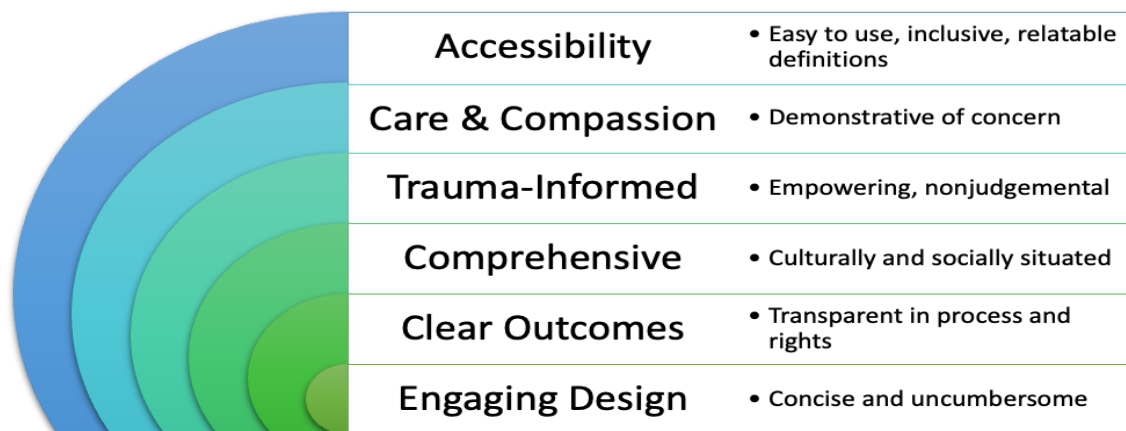 Accessibility
• Easy to use, inclusive, relatable
definitions
Care & Compassion
• Demonstrative of concern
Trauma-Informed
• Empowering, nonjudgemental
Comprehensive
• Culturally and socially situated
Clear Outcomes
• Transparent in process and
rights
Engaging Design
• Concise and uncumbersome